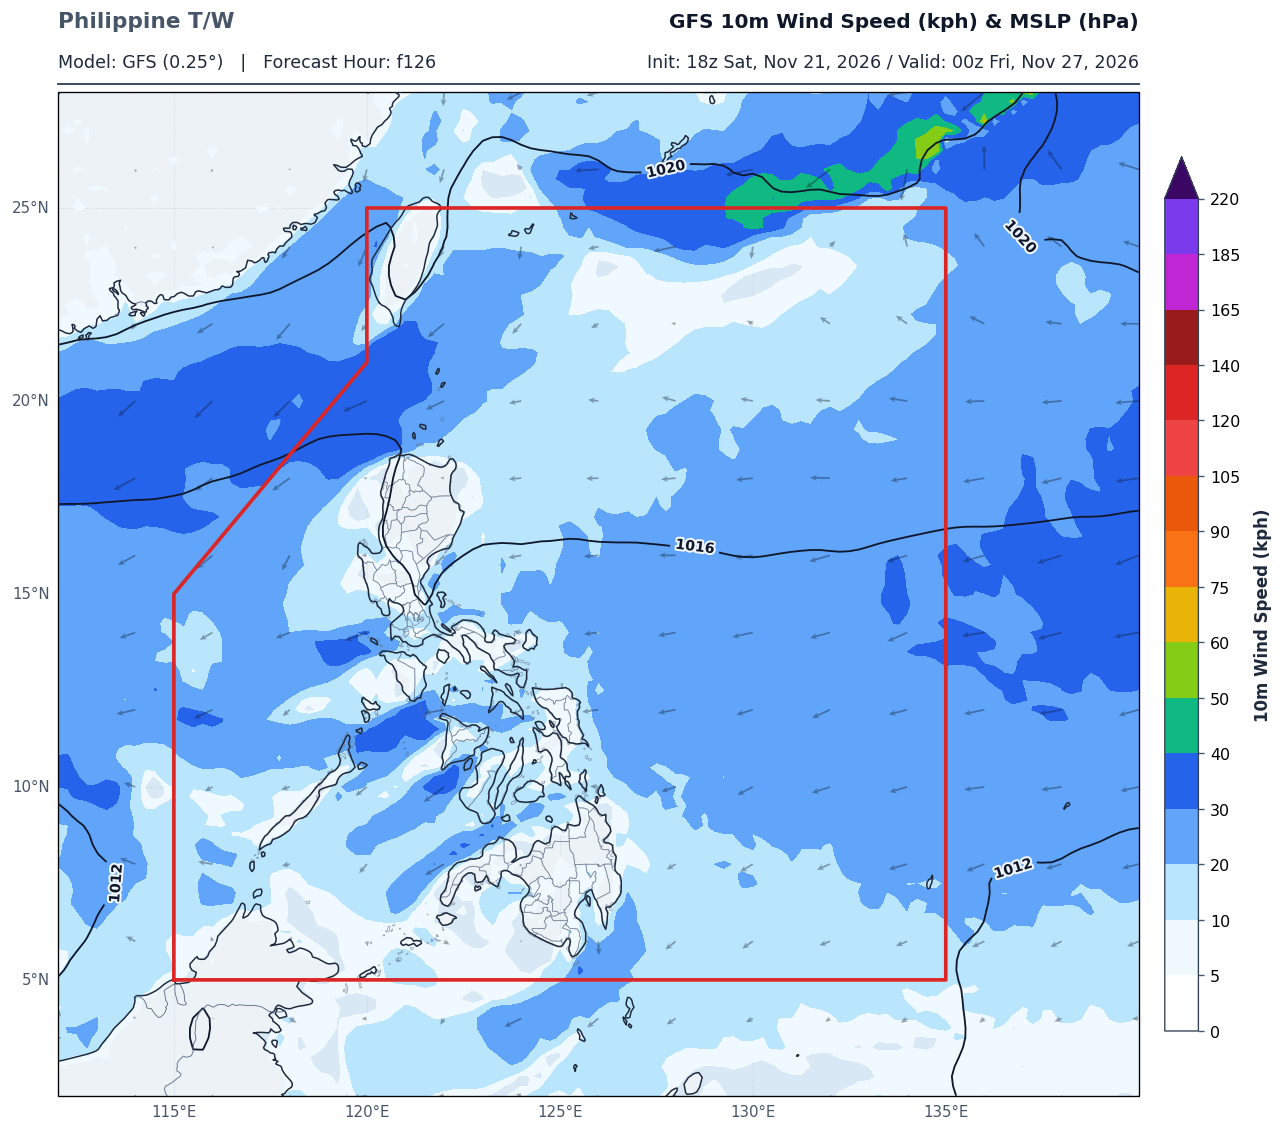 Philippine T/W
GFS 10m Wind Speed (kph) & MSLP (hPa)
Model: GFS (0.25°) | Forecast Hour: f126
Init: 18z Sat, Nov 21, 2026 / Valid: 00z Fri, Nov 27, 2026
25°N
20°N
15°N
10°N
5°N
115°E
120°E
125°E
130°E
135°E
1020
1020
1016
1012
1012
220
185
165
140
120
105
90
75
60
50
40
30
20
10
5
0
10m Wind Speed (kph)